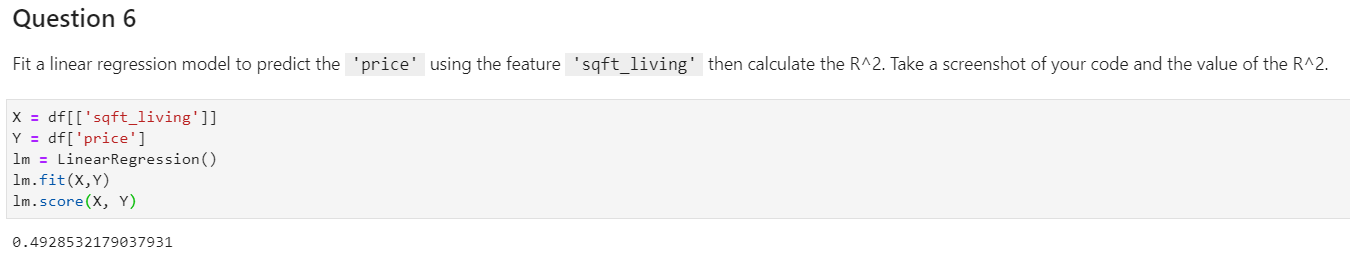 Question 6
Fit a linear regression model to predict the 'price' using the feature 'sqft_living' then calculate the R^2. Take a screenshot of your code and the value of the R^2.
X = df[['sqft_living']]
Y = df['price']
lm = LinearRegression()
lm.fit(X,Y)
lm.score(X, Y)
0.4928532179037931